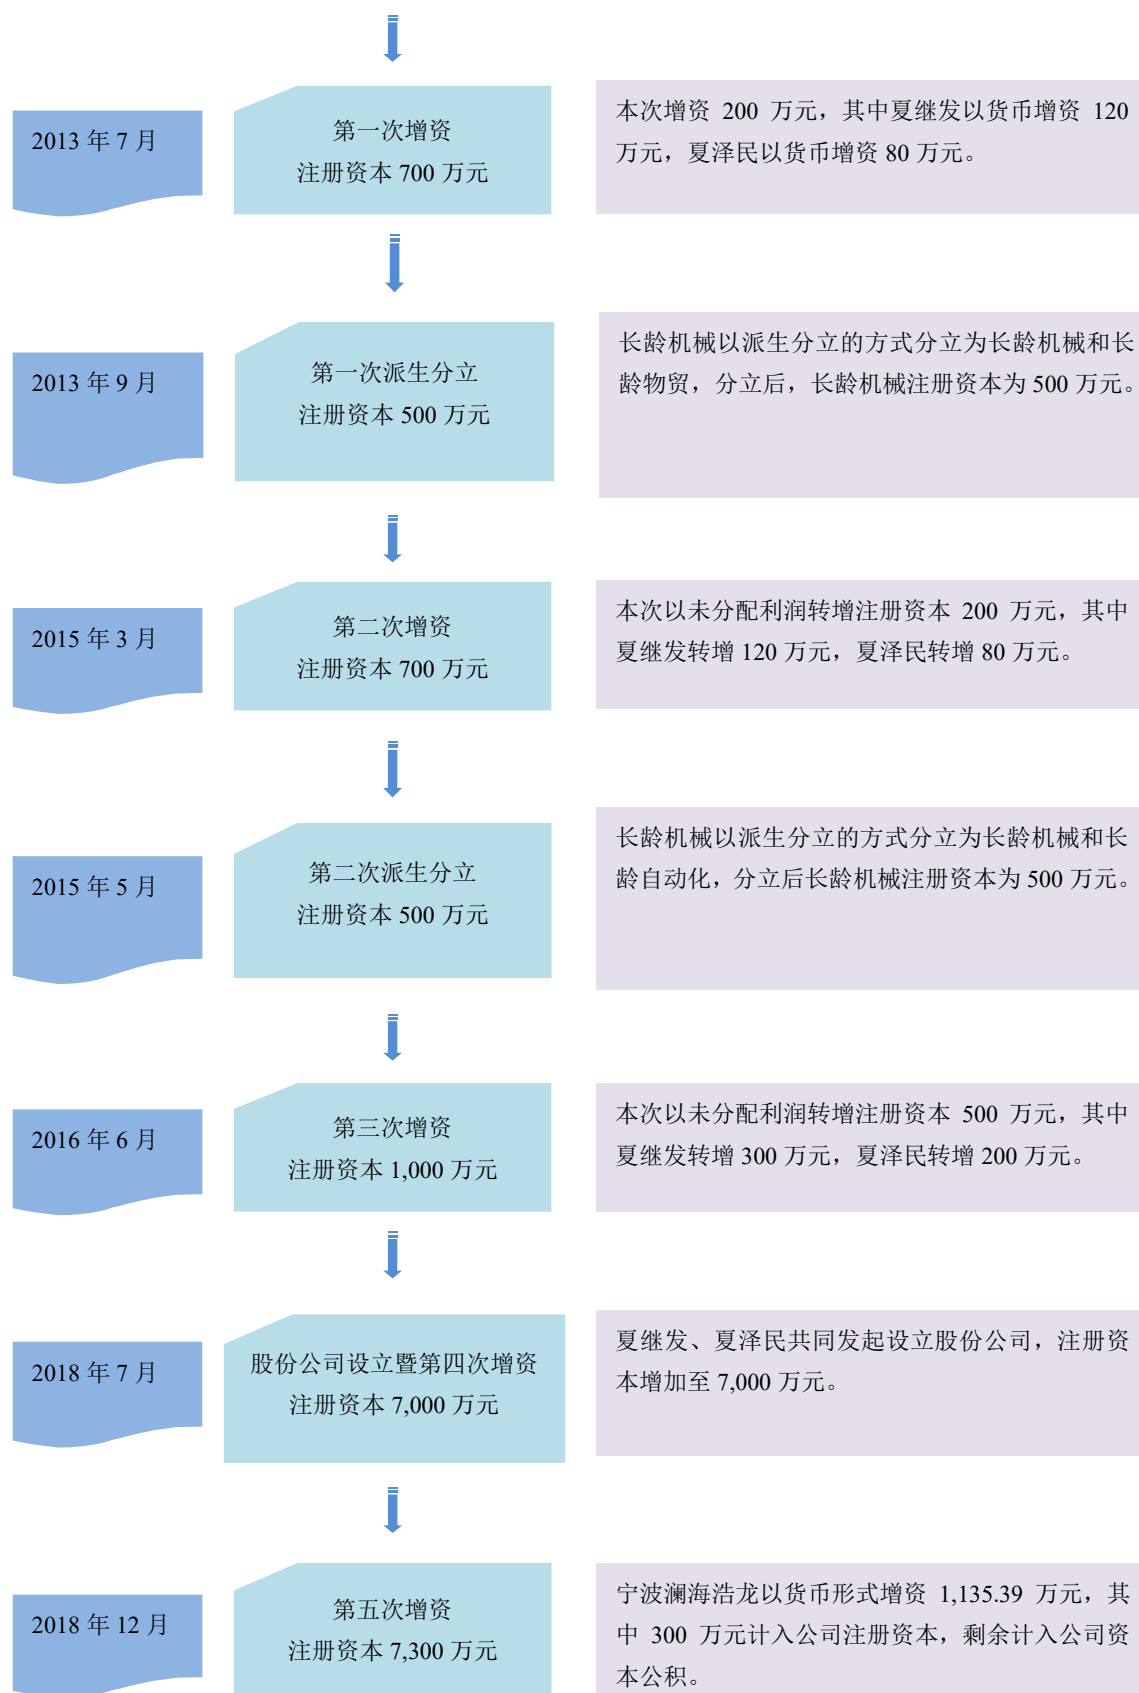 2013 年 7 月
第一次增资
注册资本 700 万元
本次增资 200 万元，其中夏继发以货币增资 120
万元，夏泽民以货币增资 80 万元。
2013 年 9 月
第一次派生分立
注册资本 500 万元
长龄机械以派生分立的方式分立为长龄机械和长
龄物贸，分立后，长龄机械注册资本为 500 万元。
2015 年 3 月
第二次增资
注册资本 700 万元
本次以未分配利润转增注册资本 200 万元，其中
夏继发转增 120 万元，夏泽民转增 80 万元。
2015 年 5 月
第二次派生分立
注册资本 500 万元
长龄机械以派生分立的方式分立为长龄机械和长
龄自动化，分立后长龄机械注册资本为 500 万元。
2016 年 6 月
第三次增资
注册资本 1,000 万元
本次以未分配利润转增注册资本 500 万元，其中
夏继发转增 300 万元，夏泽民转增 200 万元。
2018 年 7 月
股份公司设立暨第四次增资
注册资本 7,000 万元
夏继发、夏泽民共同发起设立股份公司，注册资
本增加至 7,000 万元。
2018 年 12 月
第五次增资
注册资本 7,300 万元
宁波澜海浩龙以货币形式增资 1,135.39 万元，其
中 300 万元计入公司注册资本，剩余计入公司资
本公积。